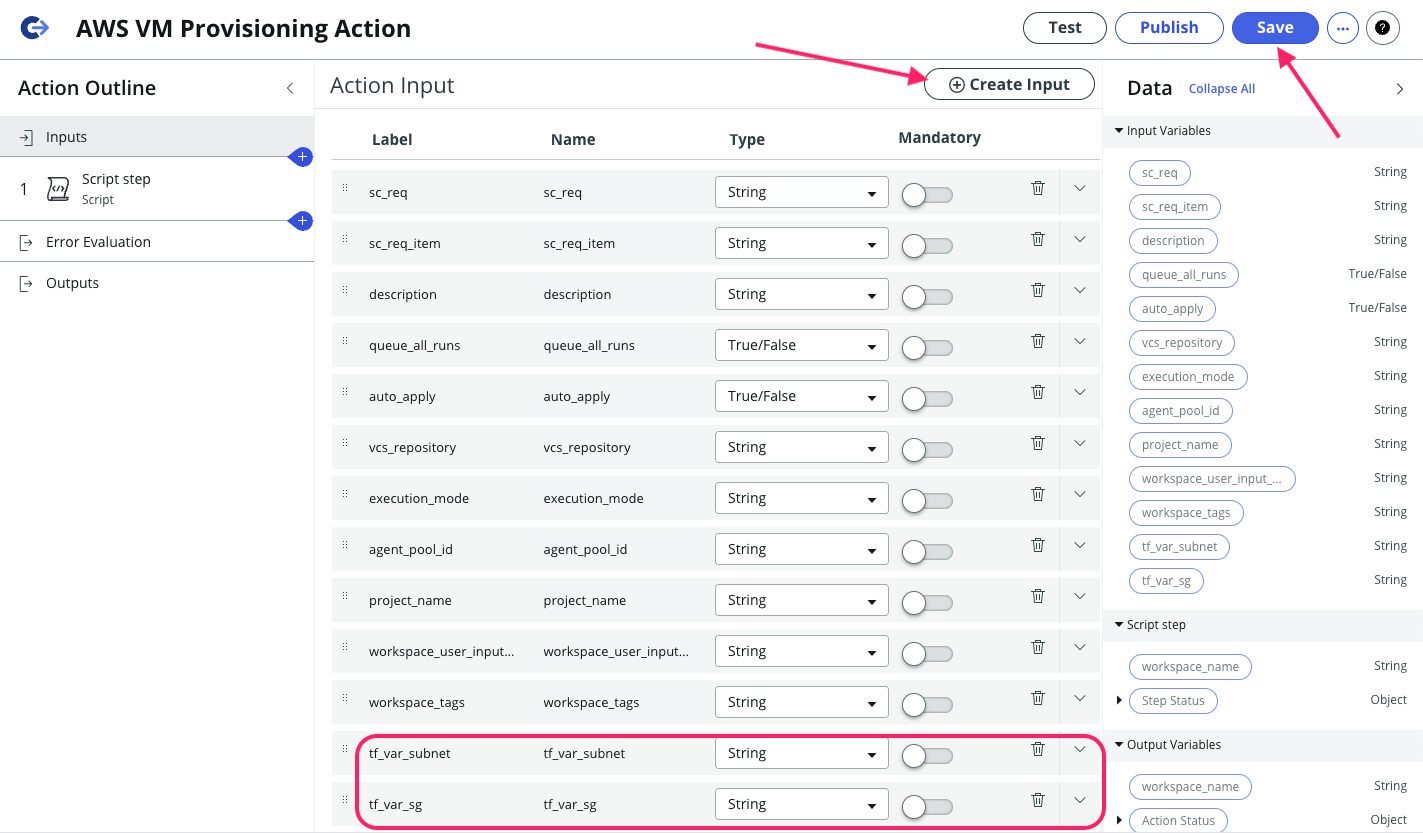 AWS VM Provisioning Action
Test
Publish
Save
...
?
Action Outline
Inputs
1
Script step
Script
Error Evaluation
Outputs
Action Input
Create Input
Label Name Type Mandatory
sc_req sc_req String
sc_req_item sc_req_item String
description description String
queue_all_runs queue_all_runs True/False
auto_apply auto_apply True/False
vcs_repository vcs_repository String
execution_mode execution_mode String
agent_pool_id agent_pool_id String
project_name project_name String
workspace_user_input... workspace_user_input... String
workspace_tags workspace_tags String
tf_var_subnet tf_var_subnet String
tf_var_sg tf_var_sg String
Data Collapse All
Input Variables
sc_req String
sc_req_item String
description String
queue_all_runs True/False
auto_apply True/False
vcs_repository String
execution_mode String
agent_pool_id String
project_name String
workspace_user_input_... String
workspace_tags String
tf_var_subnet String
tf_var_sg String
Script step
workspace_name String
Step Status Object
Output Variables
workspace_name String
Action Status Object